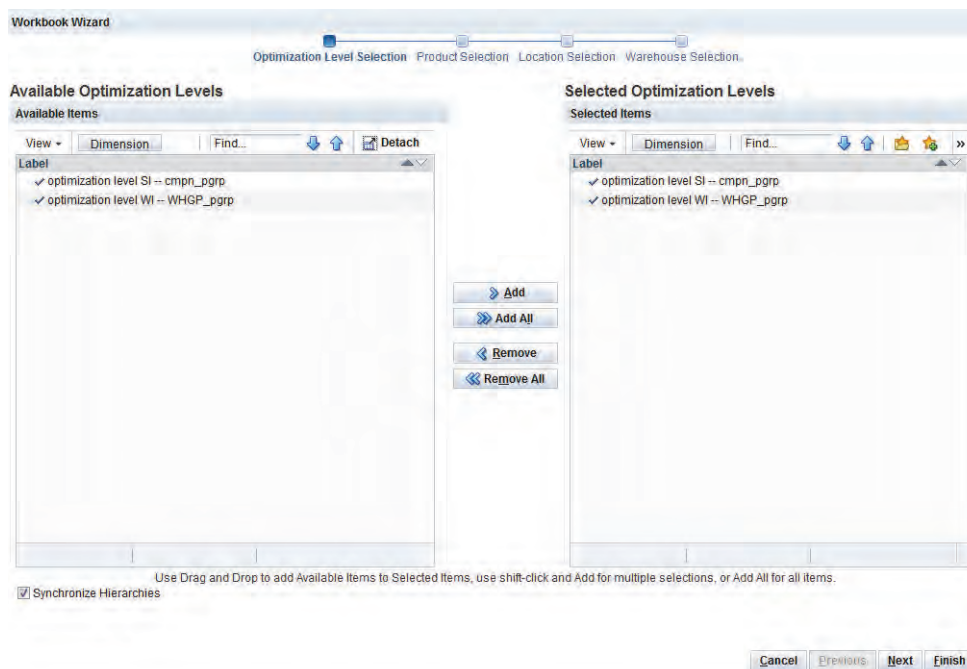 Workbook Wizard
Optimization Level Selection Product Selection Location Selection Warehouse Selection
Available Optimization Levels
Available Items
View Dimension Find... Detach
Label
optimization level SI -- cmpn_pgrp
optimization level WI -- WHGP_pgrp
Add
Add All
Remove
Remove All
Selected Optimization Levels
Selected Items
View Dimension Find... »
Label
optimization level SI -- cmpn_pgrp
optimization level WI -- WHGP_pgrp
Use Drag and Drop to add Available Items to Selected Items, use shift-click and Add for multiple selections, or Add All for all items.
Synchronize Hierarchies
Cancel Previous Next Finish